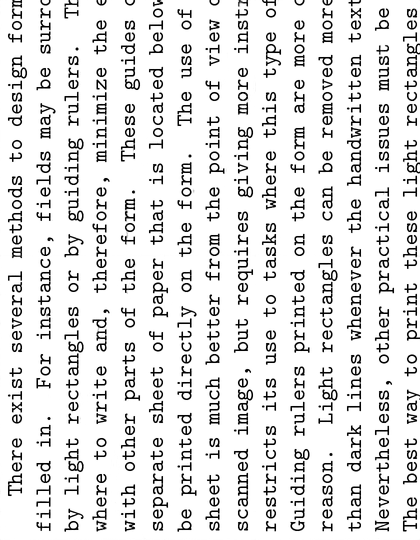 There exist several methods to design form
filled in. For instance, fields may be surro
by light rectangles or by guiding rulers. Th
where to write and, therefore, minimize the e
with other parts of the form. These guides c
separate sheet of paper that is located below
be printed directly on the form. The use of
sheet is much better from the point of view o
scanned image, but requires giving more instr
restricts its use to tasks where this type of
Guiding rulers printed on the form are more c
reason. Light rectangles can be removed more
than dark lines whenever the handwritten text
Nevertheless, other practical issues must be
The best way to print these light rectangles